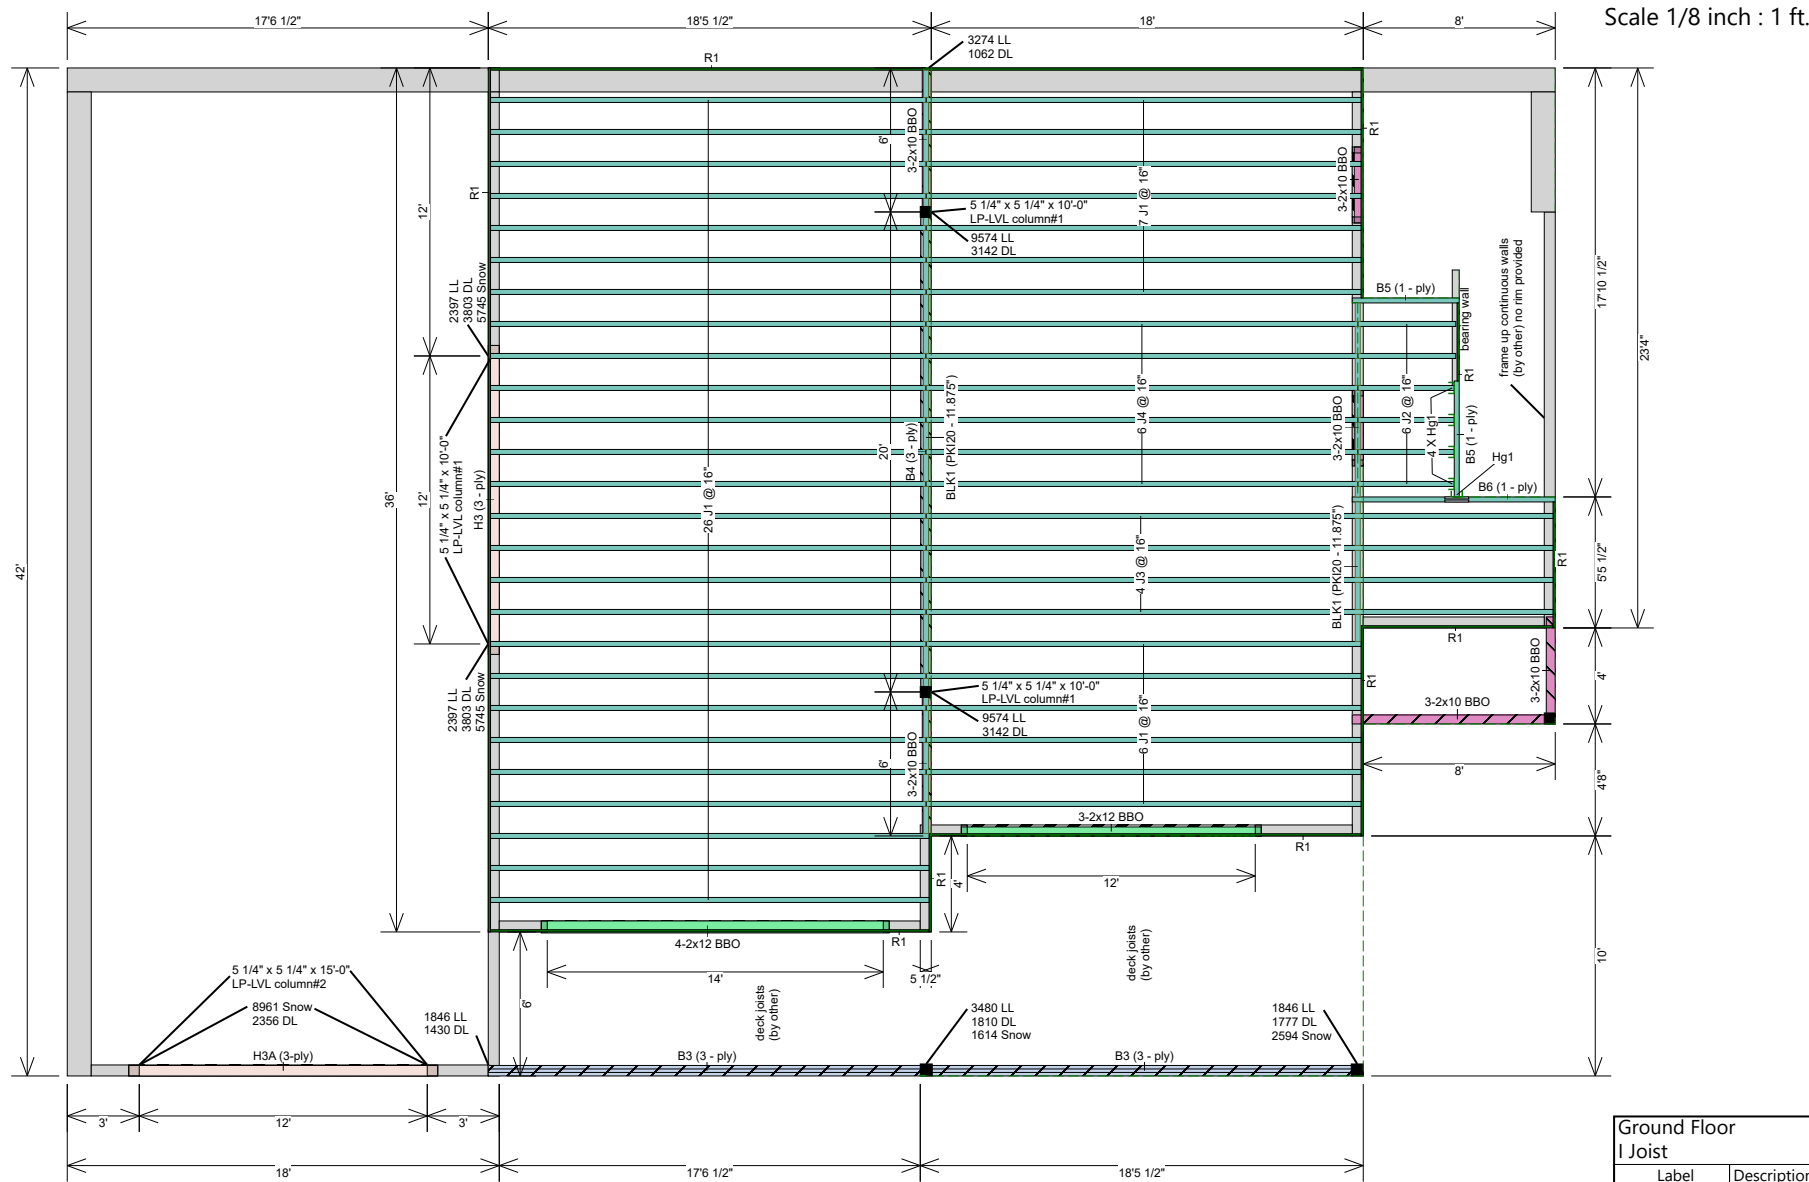 17'6 1/2"
18'5 1/2"
18'
8'
Scale 1/8 inch : 1 ft.
3274 LL
1062 DL
R1
R1
R1
12'
36'
42'
6'
3-2x10 BBO
3-2x10 BBO
7 J1 @ 16"
5 1/4" x 5 1/4" x 10'-0"
LP-LVL column#1
9574 LL
3142 DL
2397 LL
3803 DL
5745 Snow
B5 (1 - ply)
bearing wall
R1
frame up continuous walls
(by other) no rim provided
17'10 1/2"
23'4"
5 1/4" x 5 1/4" x 10'-0"
LP-LVL column#1
H3 (3 - ply)
12'
20'
26 J1 @ 16"
B4 (3 - ply)
BLK1 (PKI20 - 11.875")
6 J4 @ 16"
3-2x10 BBO
6 J2 @ 16"
4 X Hg1
B5 (1 - ply)
Hg1
B6 (1 - ply)
4 J3 @ 16"
BLK1 (PKI20 - 11.875")
R1
5'5 1/2"
R1
3-2x10 BBO
4'
R1
3-2x10 BBO
2397 LL
3803 DL
5745 Snow
5 1/4" x 5 1/4" x 10'-0"
LP-LVL column#1
9574 LL
3142 DL
6 J1 @ 16"
3-2x10 BBO
6'
8'
4'8"
3-2x12 BBO
R1
R1
4'
12'
4-2x12 BBO
R1
14'
5 1/2"
deck joists
(by other)
10'
5 1/4" x 5 1/4" x 15'-0"
LP-LVL column#2
8961 Snow
2356 DL
1846 LL
1430 DL
6'
deck joists
(by other)
3480 LL
1810 DL
1614 Snow
1846 LL
1777 DL
2594 Snow
H3A (3-ply)
B3 (3 - ply)
B3 (3 - ply)
3'
12'
3'
18'
17'6 1/2"
18'5 1/2"
Ground Floor
I Joist
Label
Description